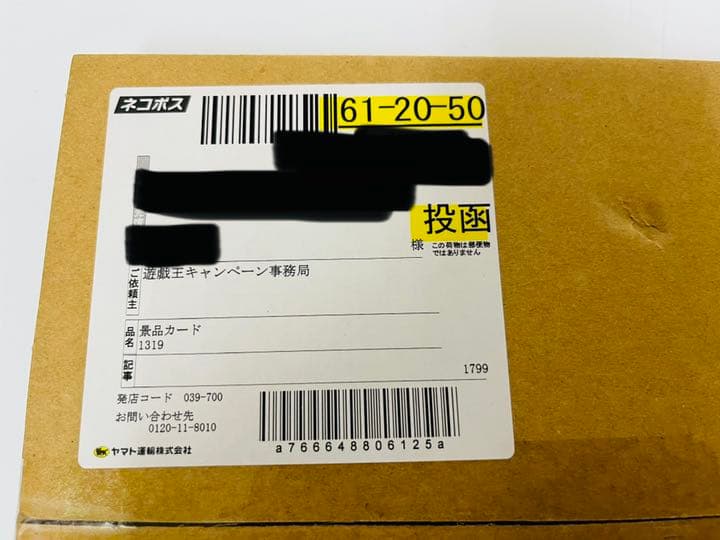 ネコポス
61-20-50
投函
様
この荷物は郵便物
ではありません
ご依頼主
遊戯王キャンペーン事務局
品名
景品カード
1319
記事
1799
発店コード 039-700
お問い合わせ先
0120-11-8010
a766648806125a
ヤマト運輸株式会社